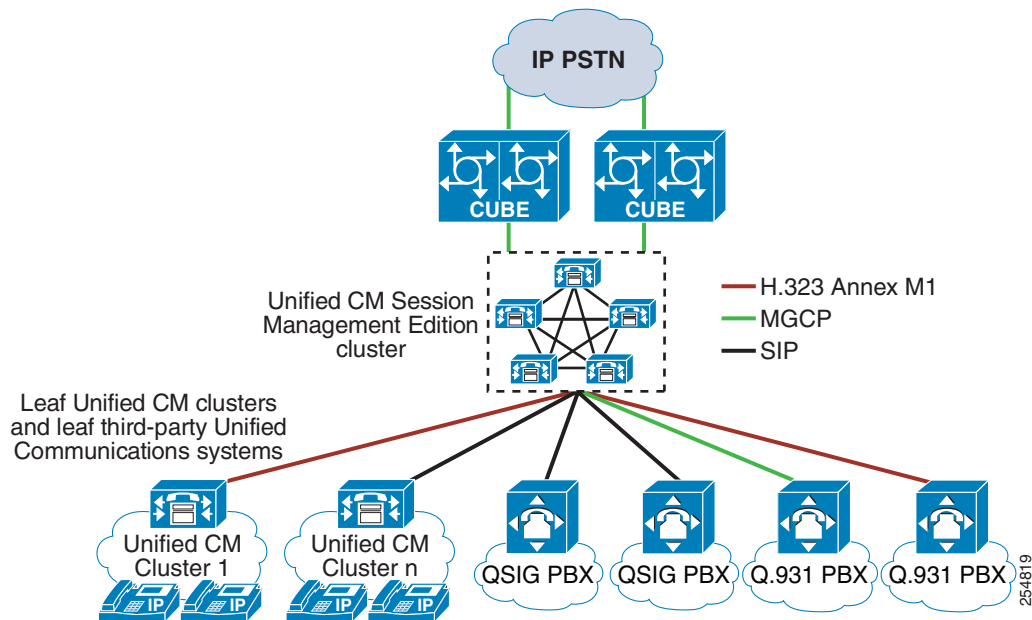 IP PSTN
CUBE
CUBE
Unified CM Session
Management Edition
cluster
H.323 Annex M1
MGCP
SIP
Leaf Unified CM clusters
and leaf third-party Unified
Communications systems
Unified CM
Cluster 1
IP
IP
Unified CM
Cluster n
IP
IP
QSIG PBX
QSIG PBX
Q.931 PBX
Q.931 PBX
254819